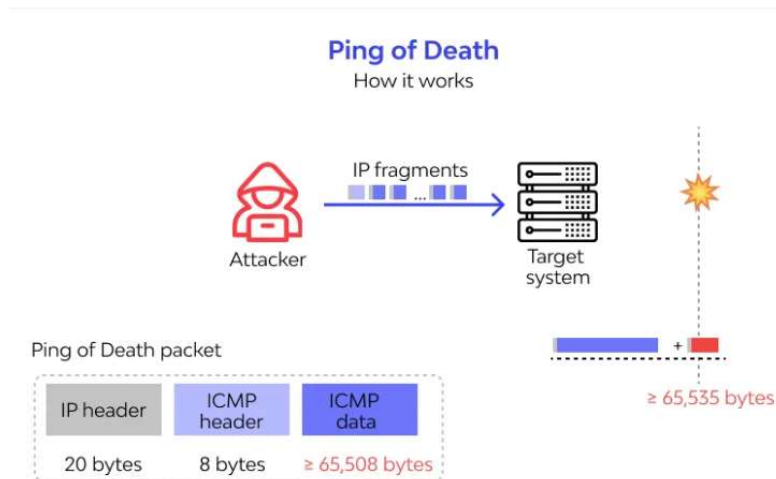 Ping of Death
How it works
IP fragments
...
Attacker
Target
system
+
≥ 65,535 bytes
Ping of Death packet
IP header
ICMP
header
ICMP
data
20 bytes
8 bytes
≥ 65,508 bytes